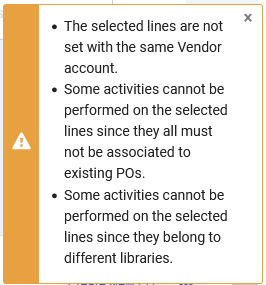 ×
• The selected lines are not
set with the same Vendor
account.
• Some activities cannot be
performed on the selected
lines since they all must
not be associated to
existing POs.
• Some activities cannot be
performed on the selected
lines since they belong to
different libraries.